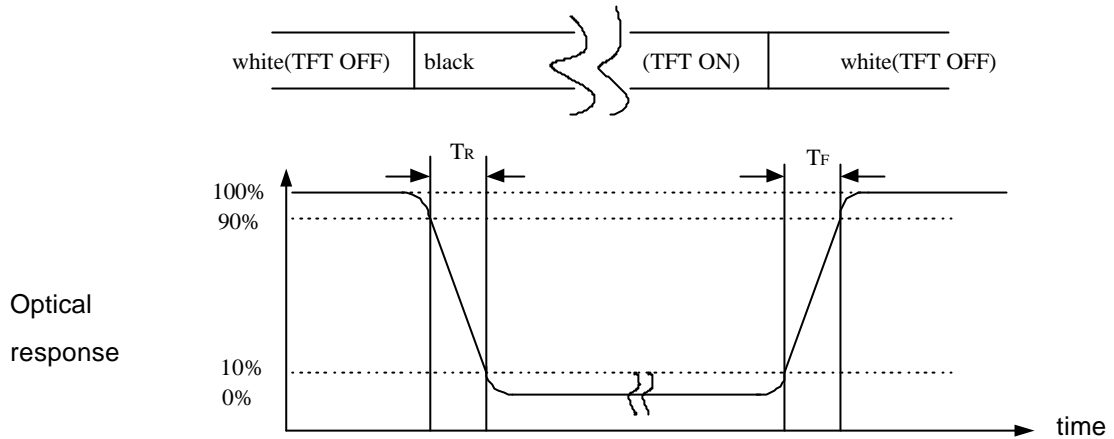 white(TFT OFF) black (TFT ON) white(TFT OFF)
TR TF
100%
90%
Optical
response
10%
0%
time